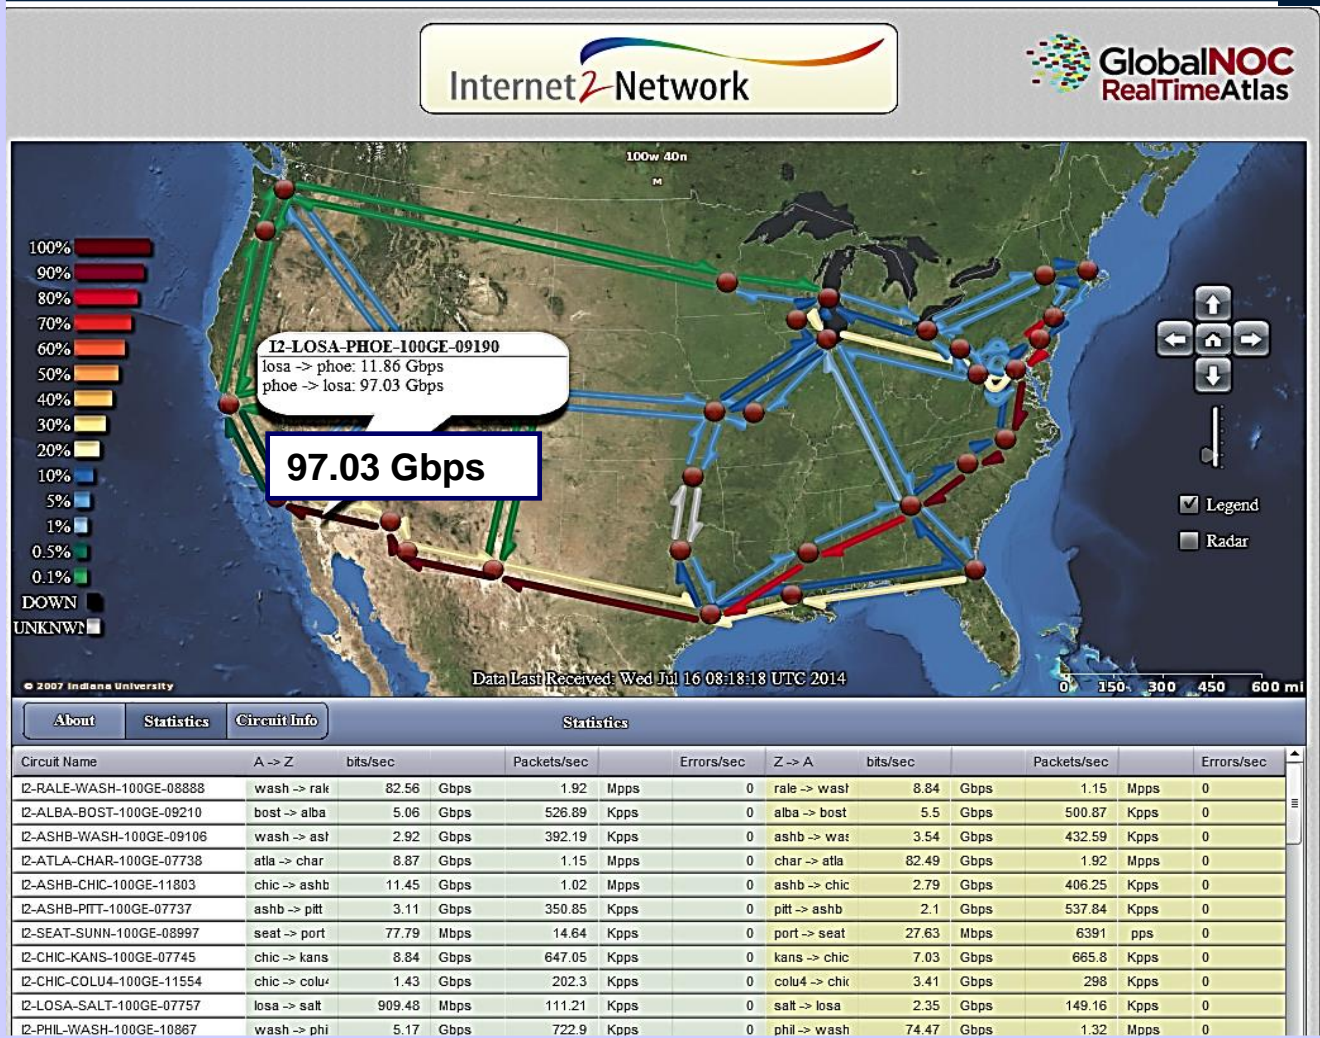 Internet2 Network
GlobalNOC
RealTimeAtlas
100w 40n
M
100%
90%
80%
70%
60%
50%
40%
30%
20%
10%
5%
1%
0.5%
0.1%
DOWN
UNKNWN
I2-LOSA-PHOE-100GE-09190
losa -> phoe: 11.86 Gbps
phoe -> losa: 97.03 Gbps
97.03 Gbps
Legend
Radar
© 2007 Indiana University
Data Last Received: Wed Jul 16 08:18:18 UTC 2014
0 150 300 450 600 mi
About Statistics Circuit Info Statistics
Circuit Name A -> Z bits/sec Packets/sec Errors/sec Z -> A bits/sec Packets/sec Errors/sec
I2-RALE-WASH-100GE-08888 wash -> rale 82.56 Gbps 1.92 Mpps 0 rale -> wash 8.84 Gbps 1.15 Mpps 0
I2-ALBA-BOST-100GE-09210 bost -> alba 5.06 Gbps 526.89 Kpps 0 alba -> bost 5.5 Gbps 500.87 Kpps 0
I2-ASHB-WASH-100GE-09106 wash -> ash 2.92 Gbps 392.19 Kpps 0 ashb -> was 3.54 Gbps 432.59 Kpps 0
I2-ATLA-CHAR-100GE-07738 atla -> char 8.87 Gbps 1.15 Mpps 0 char -> atla 82.49 Gbps 1.92 Mpps 0
I2-ASHB-CHIC-100GE-11803 chic -> ashb 11.45 Gbps 1.02 Mpps 0 ashb -> chic 2.79 Gbps 406.25 Kpps 0
I2-ASHB-PITT-100GE-07737 ashb -> pitt 3.11 Gbps 350.85 Kpps 0 pitt -> ashb 2.1 Gbps 537.84 Kpps 0
I2-SEAT-SUNN-100GE-08997 seat -> port 77.79 Mbps 14.64 Kpps 0 port -> seat 27.63 Mbps 6391 pps 0
I2-CHIC-KANS-100GE-07745 chic -> kans 8.84 Gbps 647.05 Kpps 0 kans -> chic 7.03 Gbps 665.8 Kpps 0
I2-CHIC-COLU4-100GE-11554 chic -> colu4 1.43 Gbps 202.3 Kpps 0 colu4 -> chic 3.41 Gbps 298 Kpps 0
I2-LOSA-SALT-100GE-07757 losa -> salt 909.48 Mbps 111.21 Kpps 0 salt -> losa 2.35 Gbps 149.16 Kpps 0
I2-PHIL-WASH-100GE-10867 wash -> phi 5.17 Gbps 722.9 Kpps 0 phil -> wash 74.47 Gbps 1.32 Mpps 0